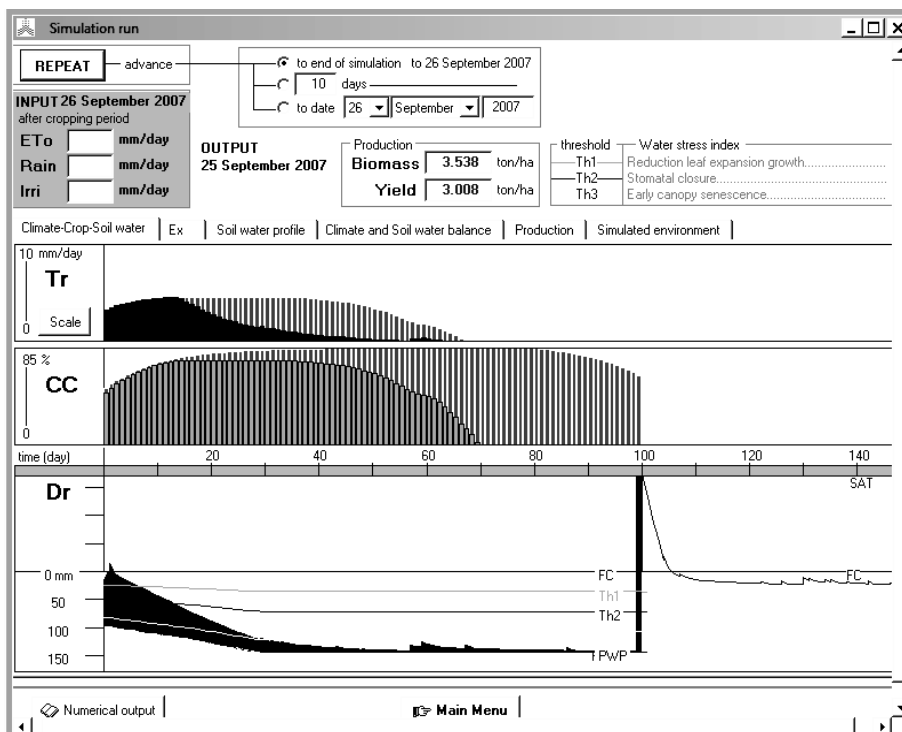 Simulation run
REPEAT
advance
to end of simulation to 26 September 2007
10 days
to date 26 September 2007
INPUT 26 September 2007
after cropping period
ETo mm/day
Rain mm/day
Irri mm/day
OUTPUT
25 September 2007
Production
Biomass 3.538 ton/ha
Yield 3.008 ton/ha
threshold Water stress index
Th1 Reduction leaf expansion growth
Th2 Stomatal closure
Th3 Early canopy senescence
Climate-Crop-Soil water Ex Soil water profile Climate and Soil water balance Production Simulated environment
10 mm/day
Tr
0 Scale
85 %
CC
0
time (day) 20 40 60 80 100 120 140
Dr
SAT
0 mm FC FC
Th1
50
Th2
100
150 PWP
Numerical output
Main Menu